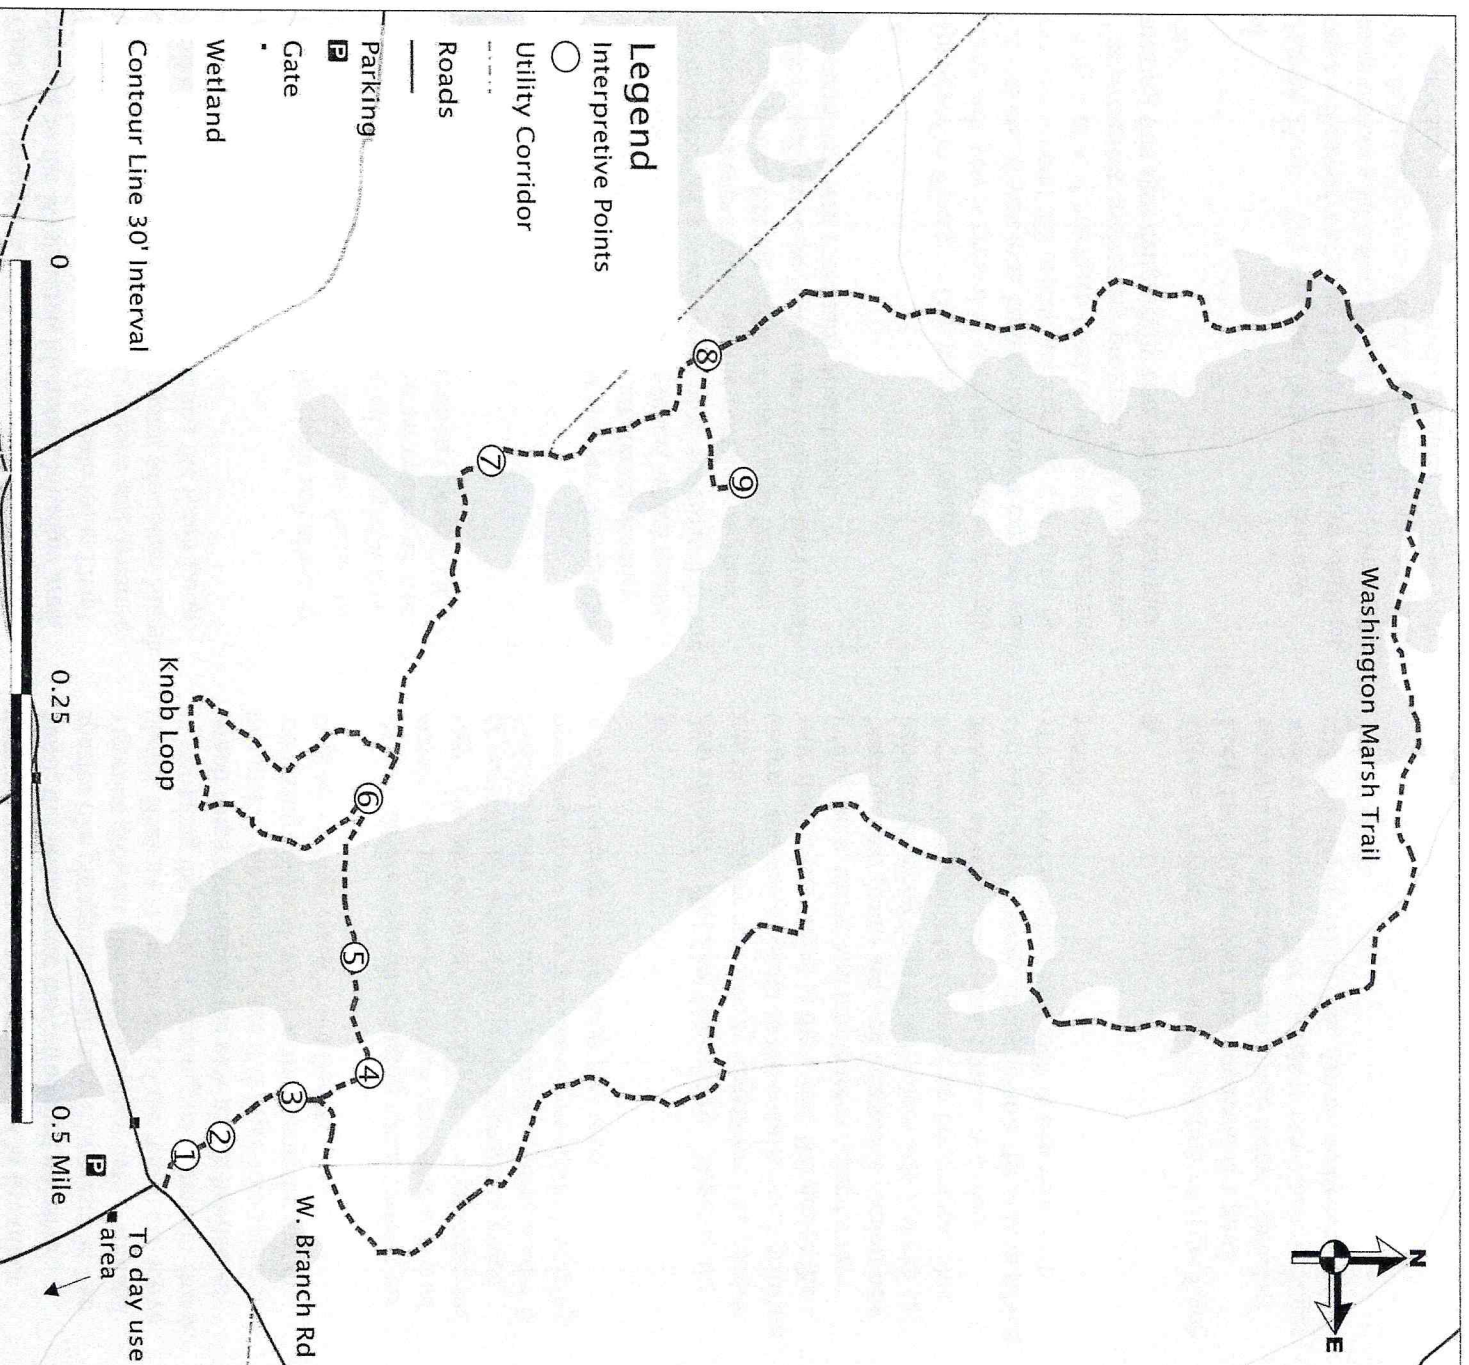 Legend
Interpretive Points
Utility Corridor
Roads
Parking
P
Gate
Wetland
Contour Line 30' Interval
0
0.25
0.5 Mile
Washington Marsh Trail
Knob Loop
1
2
3
4
5
6
7
8
9
W. Branch Rd
P
To day use
area
N
E